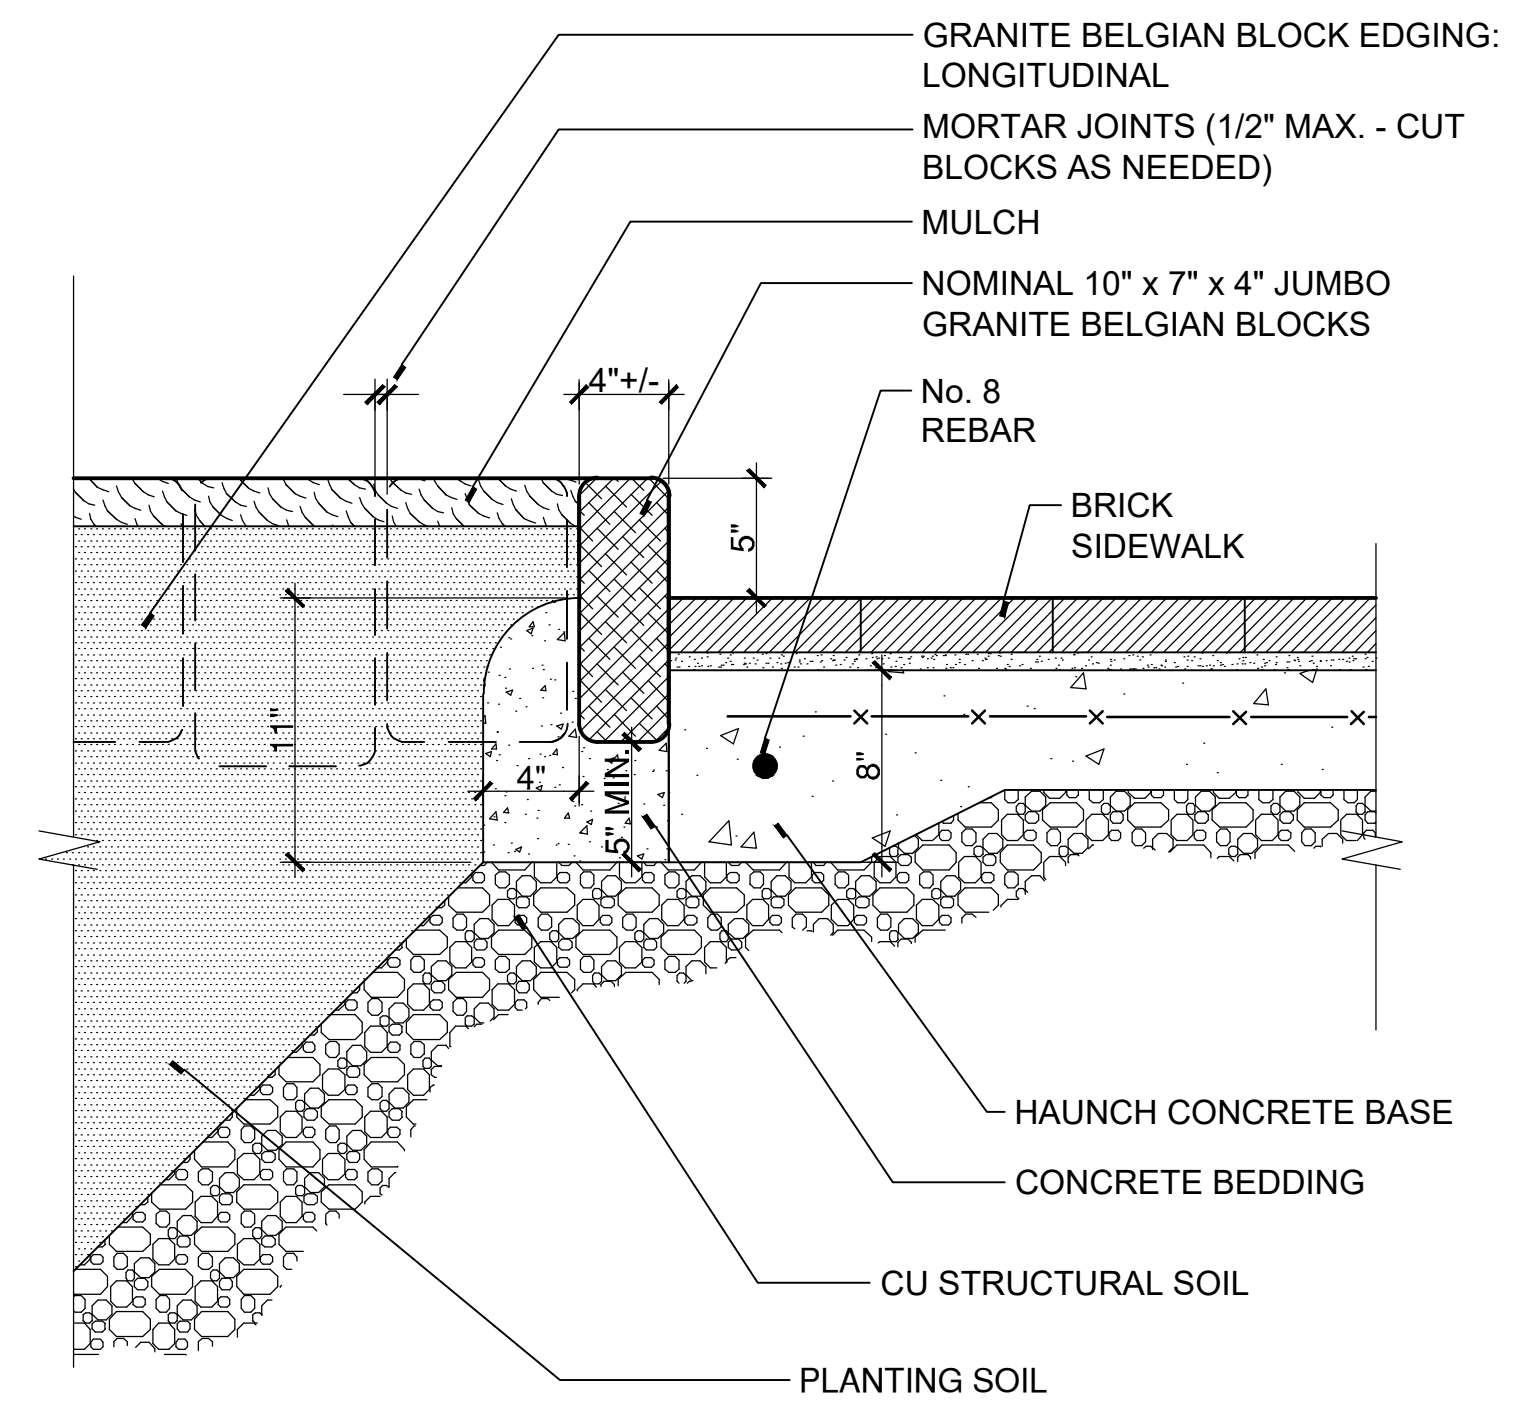 GRANITE BELGIAN BLOCK EDGING:
LONGITUDINAL
MORTAR JOINTS (1/2" MAX. - CUT
BLOCKS AS NEEDED)
MULCH
NOMINAL 10" x 7" x 4" JUMBO
GRANITE BELGIAN BLOCKS
4"+/-
No. 8
REBAR
5"
BRICK
SIDEWALK
11"
4"
5" MIN.
8"
HAUNCH CONCRETE BASE
CONCRETE BEDDING
CU STRUCTURAL SOIL
PLANTING SOIL